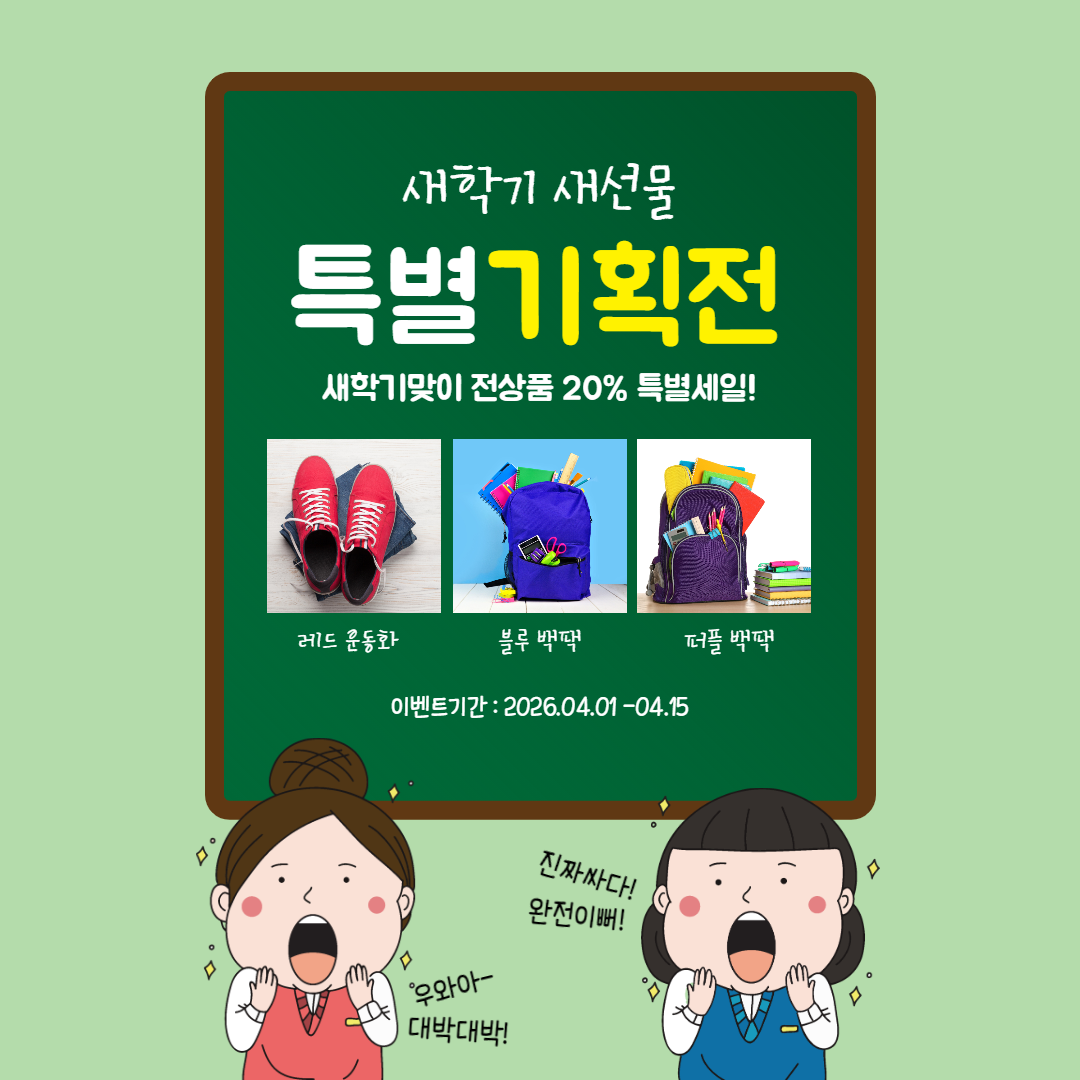 새학기 새선물
특별기획전
새학기맞이 전상품 20% 특별세일!
레드 운동화
블루 백팩
퍼플 백팩
이벤트기간 : 2026.04.01 -04.15
진짜싸다!
완전이뻐!
우와아~
대박대박!